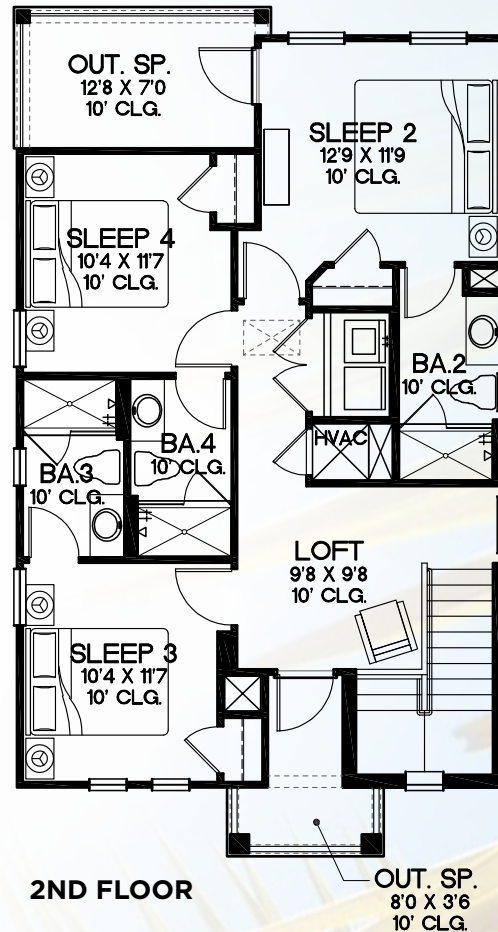 OUT. SP.
12'8 X 7'0
10' CLG.
SLEEP 2
12'9 X 11'9
10' CLG.
SLEEP 4
10'4 X 11'7
10' CLG.
BA.2
10' CLG.
BA.4
10' CLG.
HVAC
BA.3
10' CLG.
LOFT
9'8 X 9'8
10' CLG.
SLEEP 3
10'4 X 11'7
10' CLG.
2ND FLOOR
OUT. SP.
8'0 X 3'6
10' CLG.